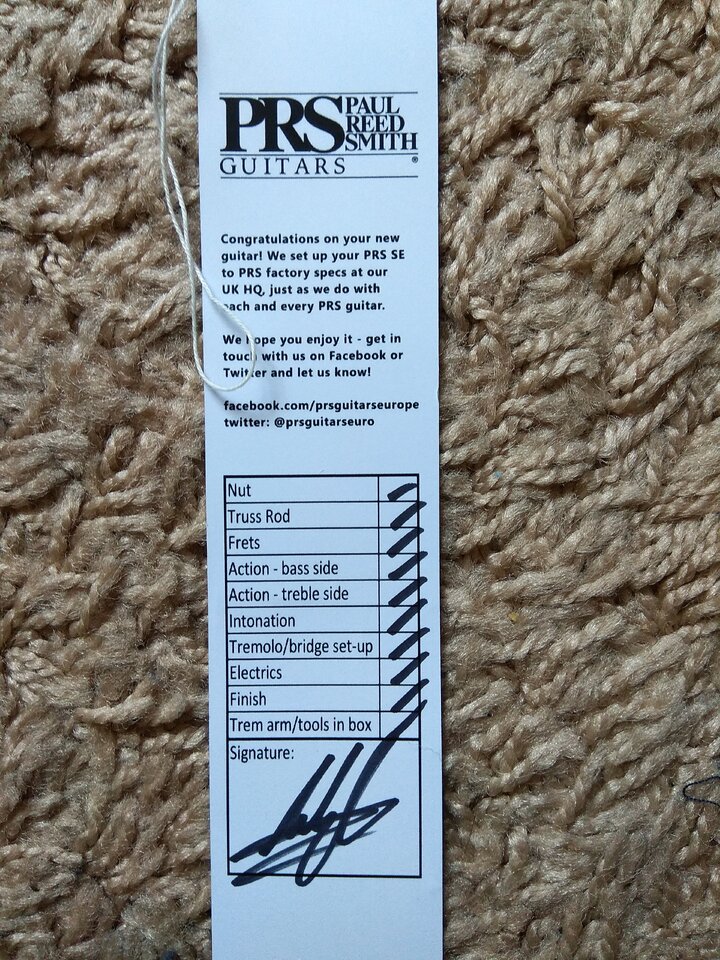 PRS PAUL
REED
SMITH
GUITARS ®
Congratulations on your new
guitar! We set up your PRS SE
to PRS factory specs at our
UK HQ, just as we do with
each and every PRS guitar.
We hope you enjoy it - get in
touch with us on Facebook or
Twitter and let us know!
facebook.com/prsguitarseurope
twitter: @prsguitarseuro
Nut
Truss Rod
Frets
Action - bass side
Action - treble side
Intonation
Tremolo/bridge set-up
Electrics
Finish
Trem arm/tools in box
Signature: